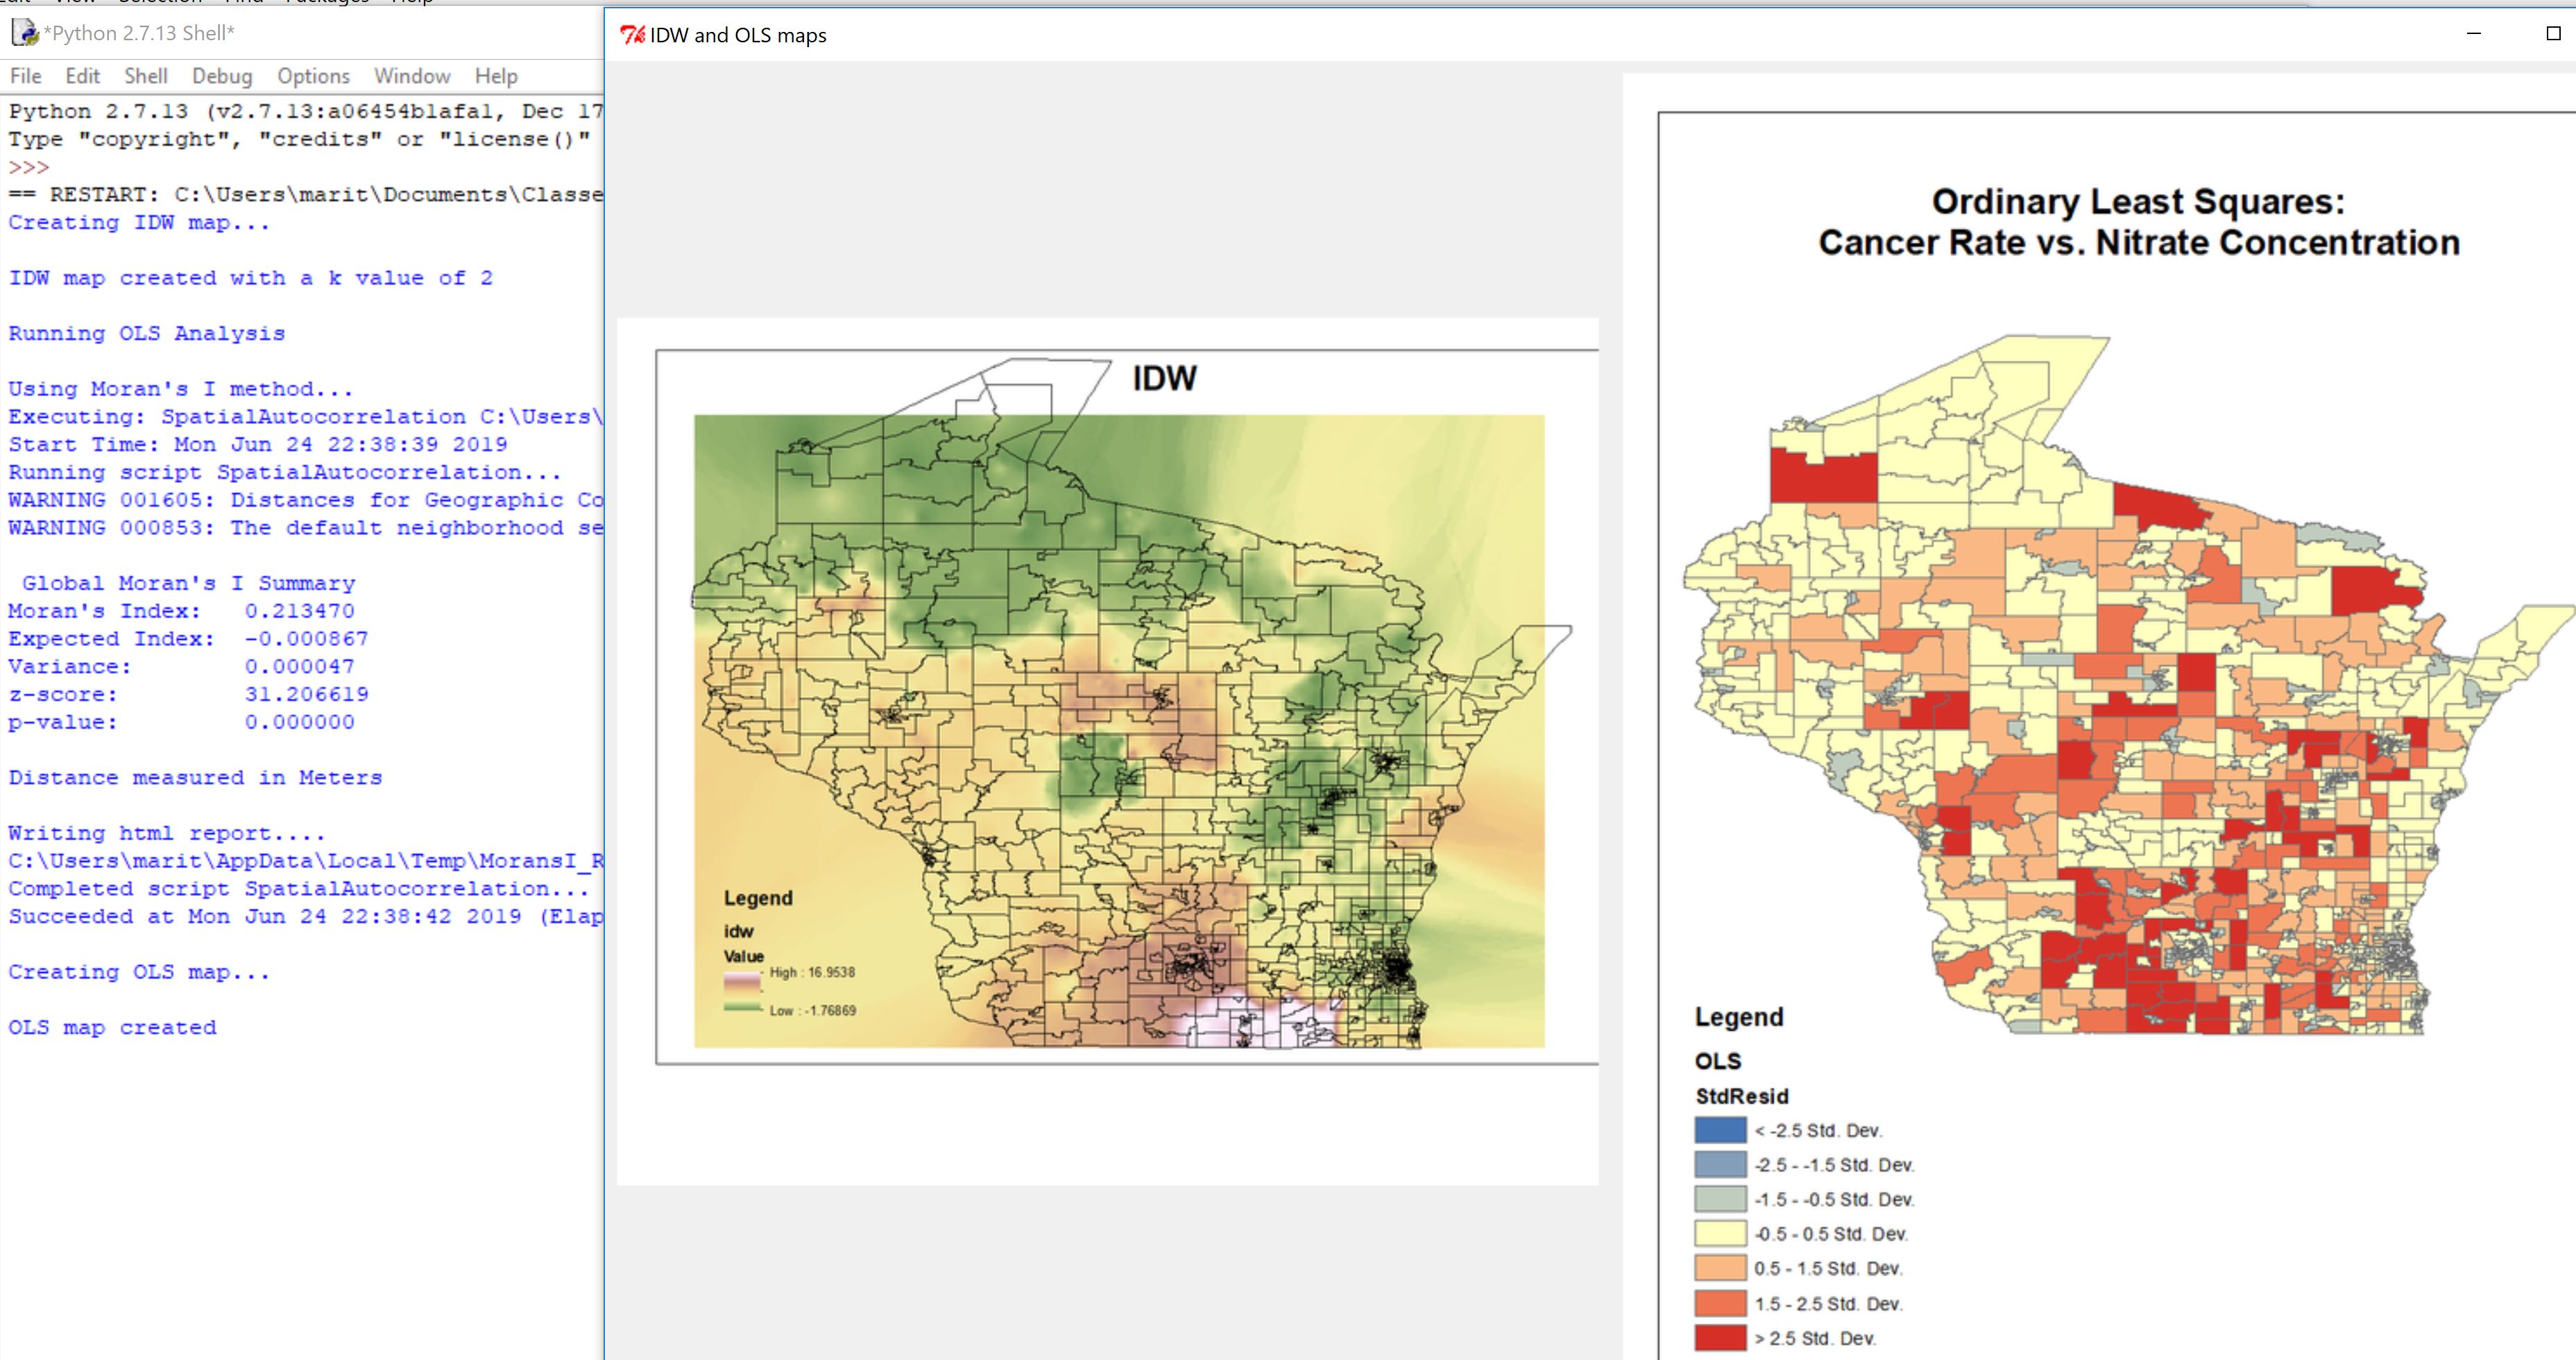 Edit View Selection Find Packages Help
*Python 2.7.13 Shell*
File Edit Shell Debug Options Window Help
Python 2.7.13 (v2.7.13:a06454b1afa1, Dec 17
Type "copyright", "credits" or "license()"
>>>
== RESTART: C:\Users\marit\Documents\Classe
Creating IDW map...
IDW map created with a k value of 2
Running OLS Analysis
Using Moran's I method...
Executing: SpatialAutocorrelation C:\Users\
Start Time: Mon Jun 24 22:38:39 2019
Running script SpatialAutocorrelation...
WARNING 001605: Distances for Geographic Co
WARNING 000853: The default neighborhood se
Global Moran's I Summary
Moran's Index: 0.213470
Expected Index: -0.000867
Variance: 0.000047
z-score: 31.206619
p-value: 0.000000
Distance measured in Meters
Writing html report....
C:\Users\marit\AppData\Local\Temp\MoransI_R
Completed script SpatialAutocorrelation...
Succeeded at Mon Jun 24 22:38:42 2019 (Elap
Creating OLS map...
OLS map created
IDW and OLS maps
IDW
Legend
idw
Value
High : 16.9538
Low : -1.76869
Ordinary Least Squares:
Cancer Rate vs. Nitrate Concentration
Legend
OLS
StdResid
< -2.5 Std. Dev.
-2.5 - -1.5 Std. Dev.
-1.5 - -0.5 Std. Dev.
-0.5 - 0.5 Std. Dev.
0.5 - 1.5 Std. Dev.
1.5 - 2.5 Std. Dev.
> 2.5 Std. Dev.